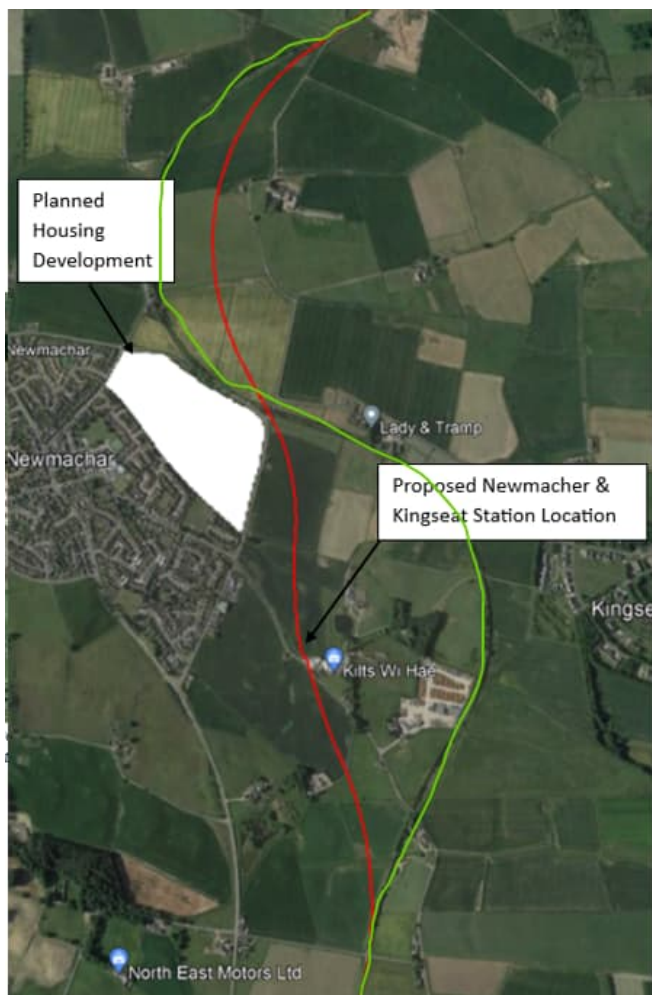 Planned
Housing
Development
Newmachar
Lady & Tramp
Newmachar
Proposed Newmacher &
Kingseat Station Location
Kingse
Kilts Wi Hae
North East Motors Ltd